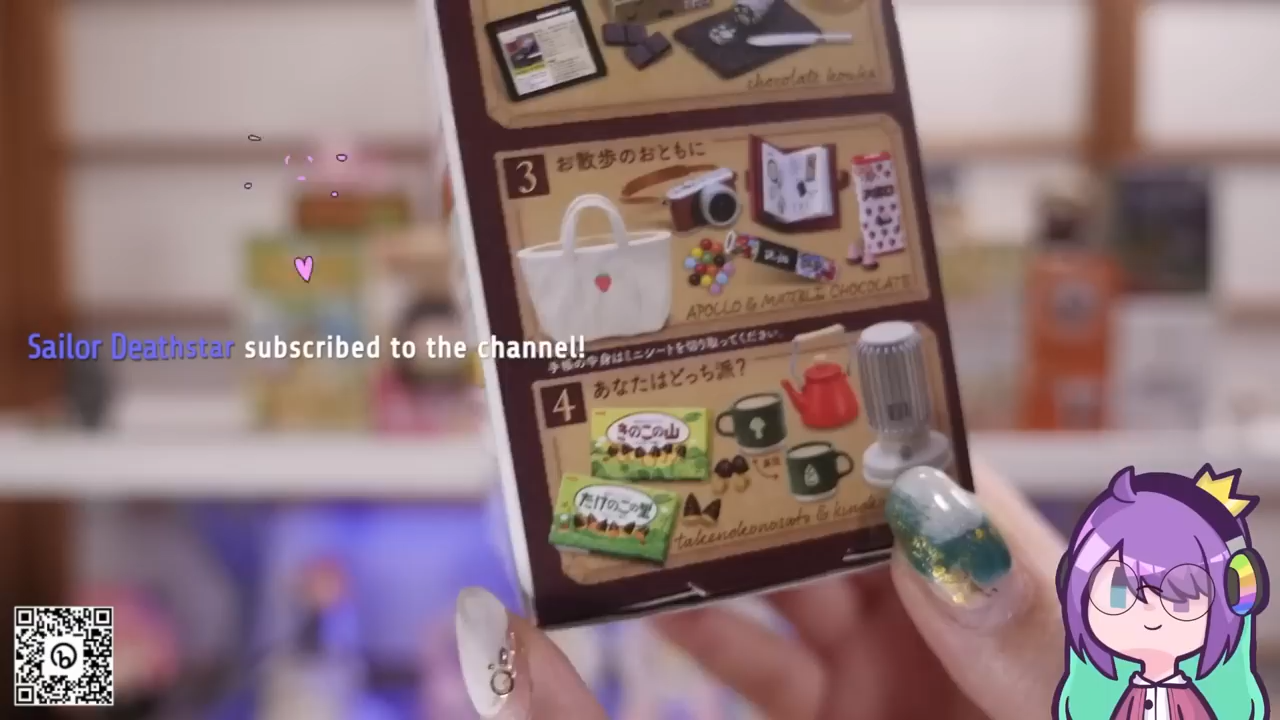 chocolate
3
お散歩のおともに
APOLLO & MARBLE CHOCOLATE
Sailor Deathstar subscribed to the channel!
手帳の中身はミニシートを切り取ってください。
4
あなたはどっち派?
きのこの山
たけのこの里
takenokonosato & kinoko